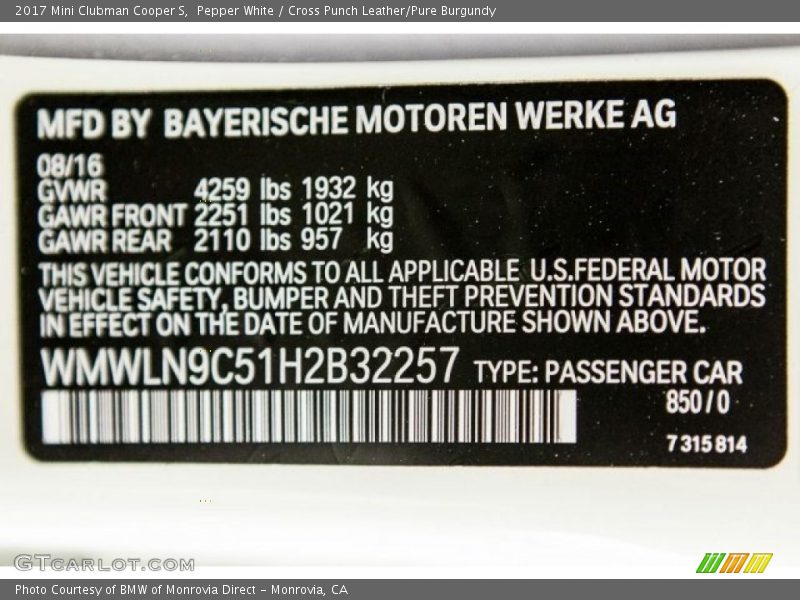 2017 Mini Clubman Cooper S,  Pepper White / Cross Punch Leather/Pure Burgundy
MFD BY BAYERISCHE MOTOREN WERKE AG
08/16
GVWR 4259 lbs 1932 kg
GAWR FRONT 2251 lbs 1021 kg
GAWR REAR 2110 lbs 957 kg
THIS VEHICLE CONFORMS TO ALL APPLICABLE U.S.FEDERAL MOTOR
VEHICLE SAFETY, BUMPER AND THEFT PREVENTION STANDARDS
IN EFFECT ON THE DATE OF MANUFACTURE SHOWN ABOVE.
WMWLN9C51H2B32257 TYPE: PASSENGER CAR
850/0
7 315 814
GTCARLOT.COM
Photo Courtesy of BMW of Monrovia Direct - Monrovia, CA